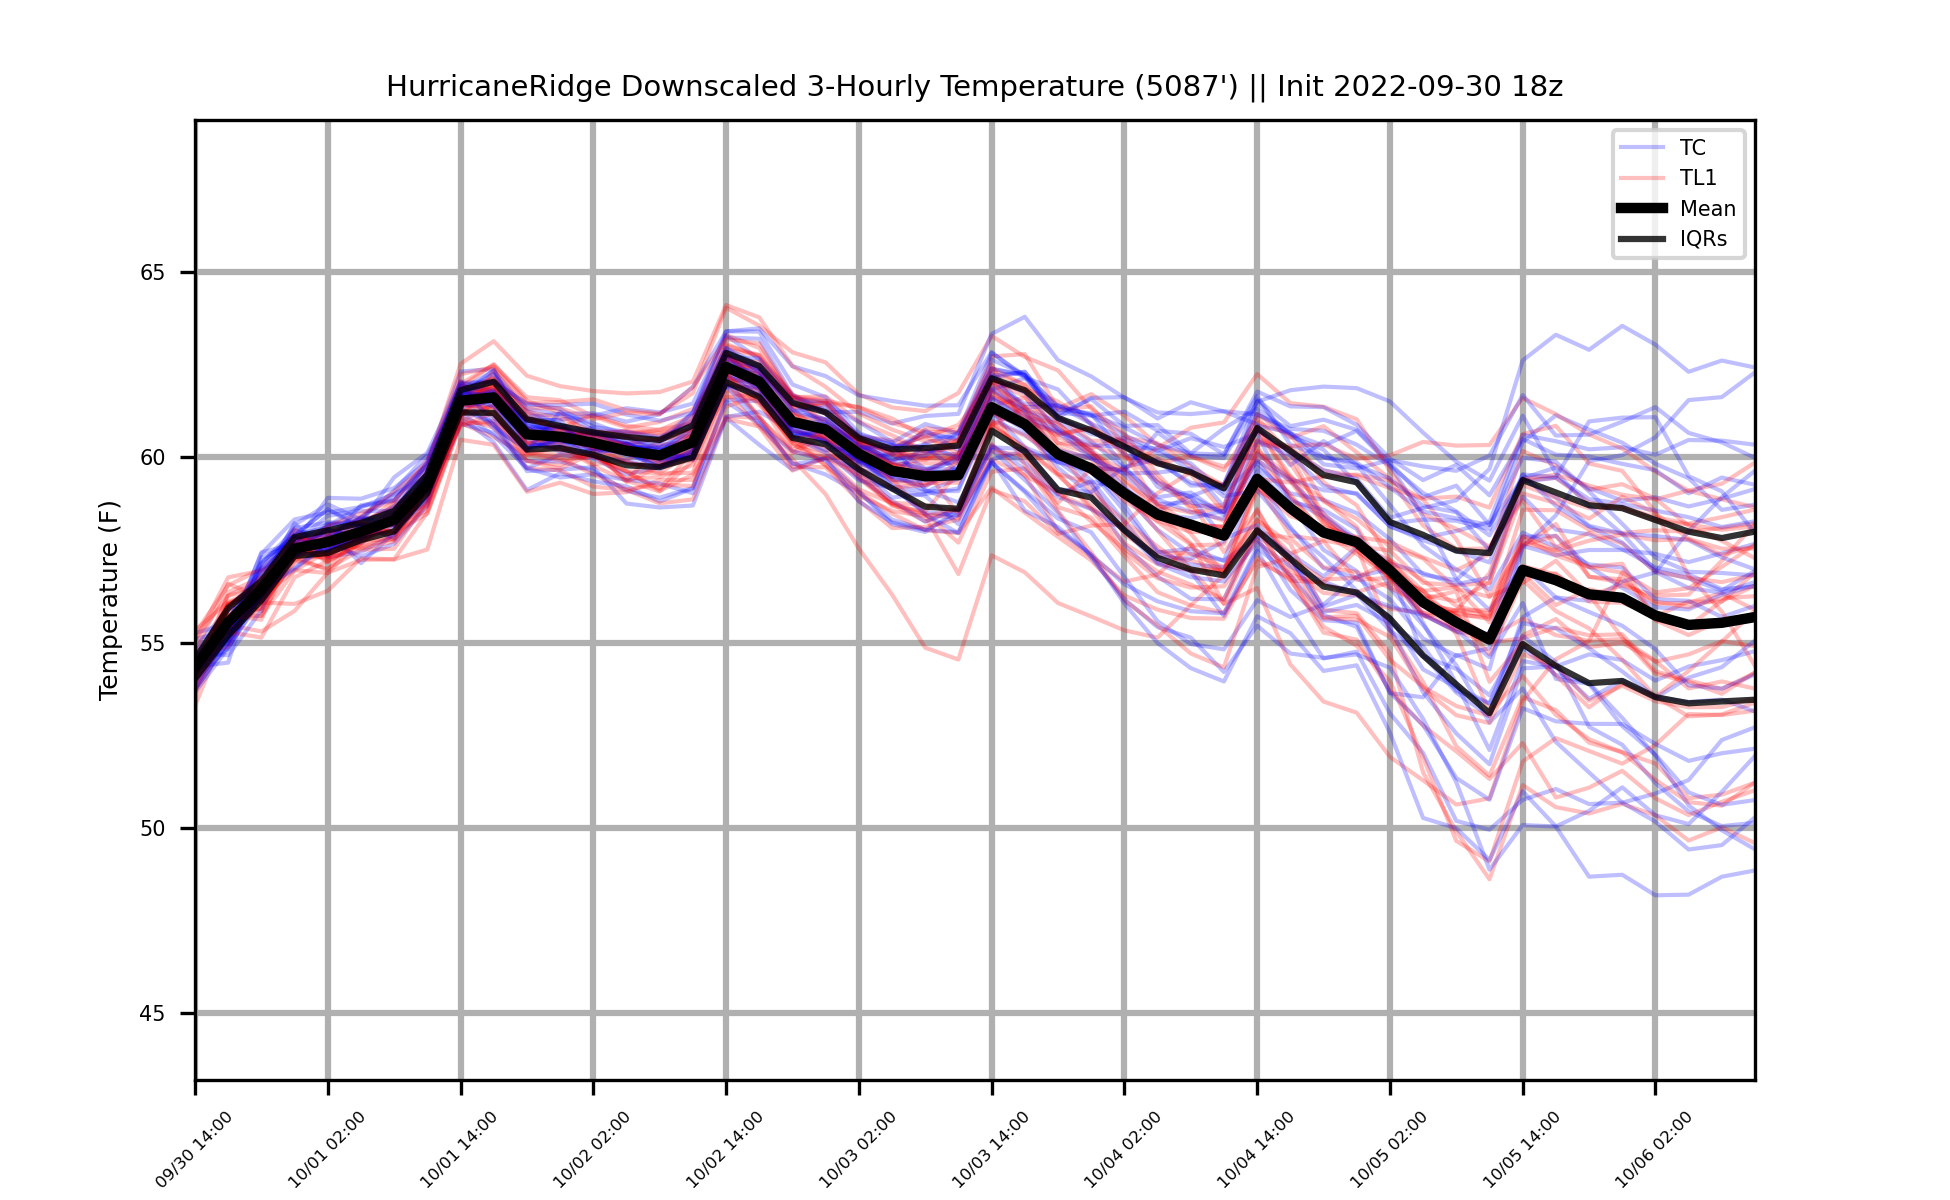 HurricaneRidge Downscaled 3-Hourly Temperature (5087') || Init 2022-09-30 18z
TC
TL1
Mean
IQRs
65
60
55
50
45
Temperature (F)
09/30 14:00
10/01 02:00
10/01 14:00
10/02 02:00
10/02 14:00
10/03 02:00
10/03 14:00
10/04 02:00
10/04 14:00
10/05 02:00
10/05 14:00
10/06 02:00